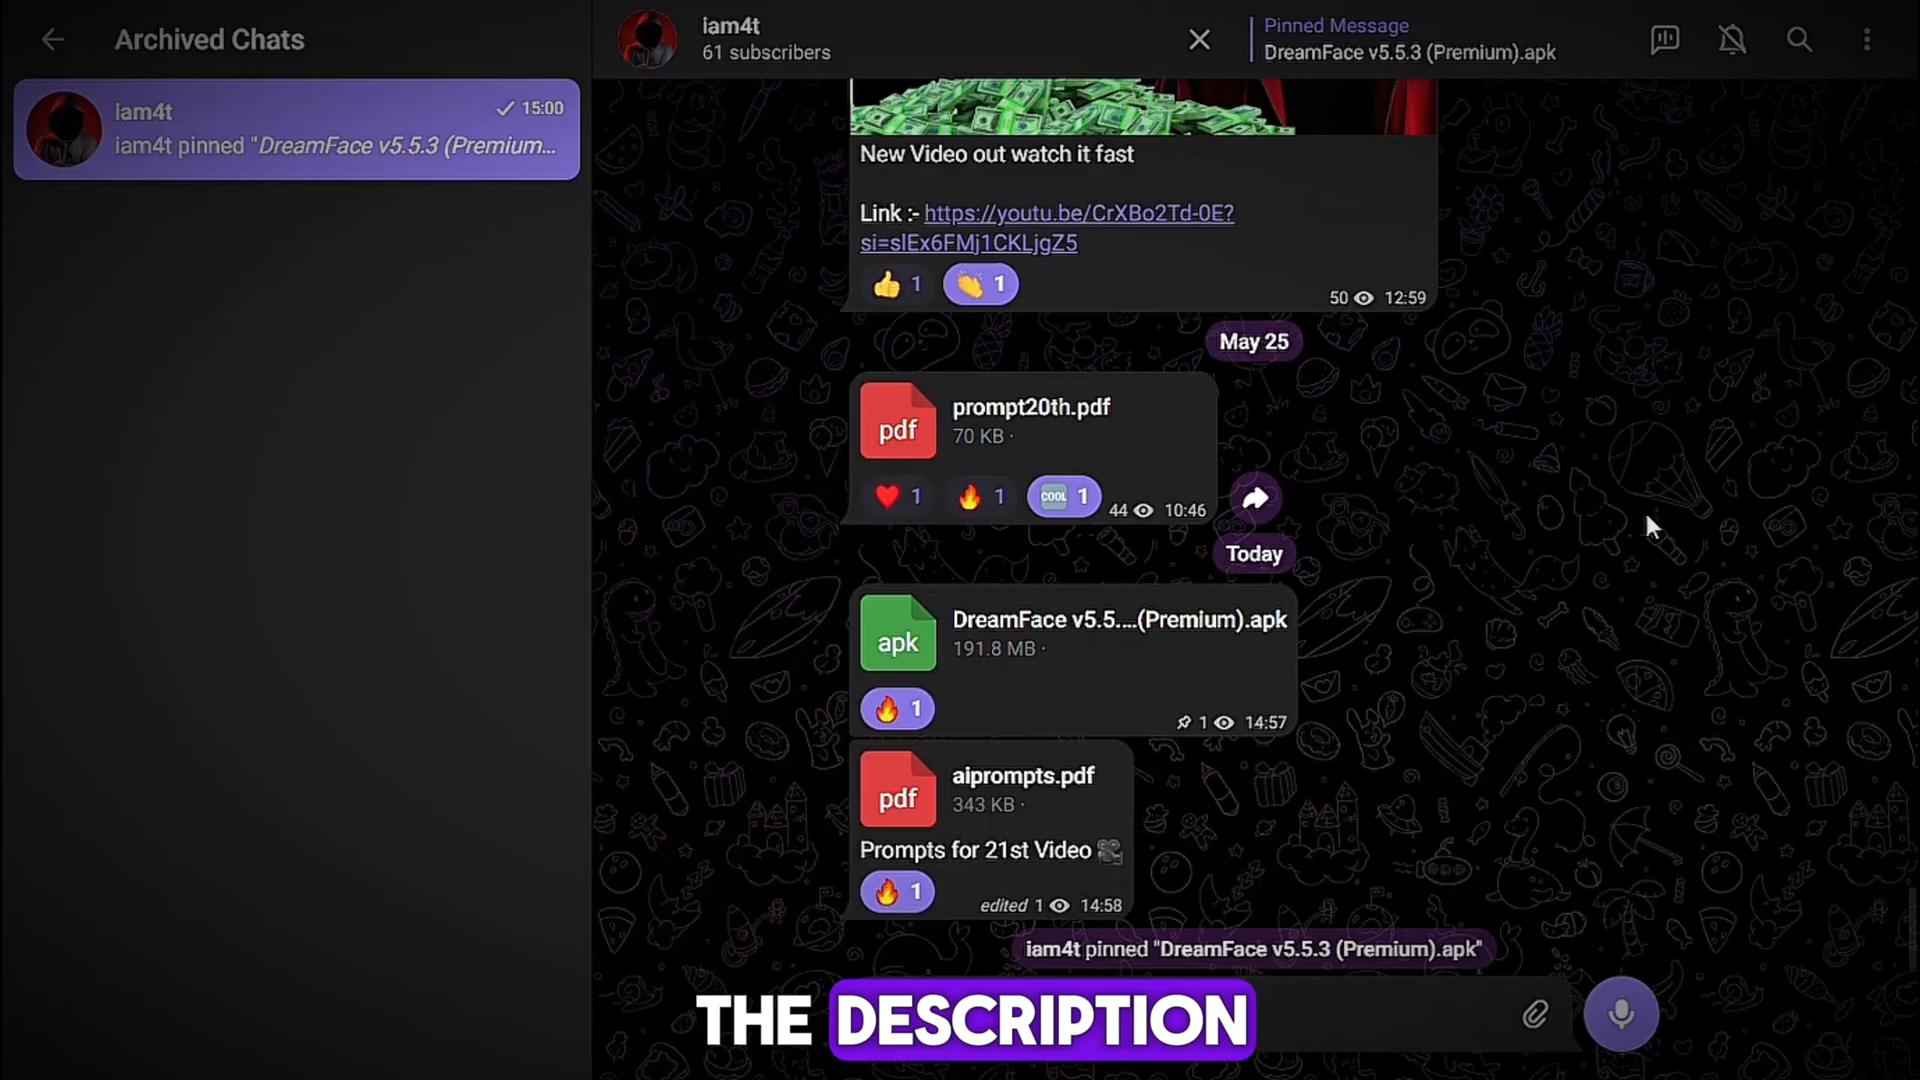 Archived Chats
iam4t
15:00
iam4t pinned "DreamFace v5.5.3 (Premium...
iam4t
61 subscribers
Pinned Message
DreamFace v5.5.3 (Premium).apk
New Video out watch it fast
Link :- https://youtu.be/CrXBo2Td-0E?
si=slEx6FMj1CKLjgZ5
👍 1 👏 1
50 12:59
May 25
pdf
prompt20th.pdf
70 KB ·
❤️ 1 🔥 1 🆒 1
44 10:46
Today
apk
DreamFace v5.5....(Premium).apk
191.8 MB ·
🔥 1
1 14:57
pdf
aiprompts.pdf
343 KB ·
Prompts for 21st Video 🎥
🔥 1
edited 1 14:58
iam4t pinned "DreamFace v5.5.3 (Premium).apk"
THE DESCRIPTION